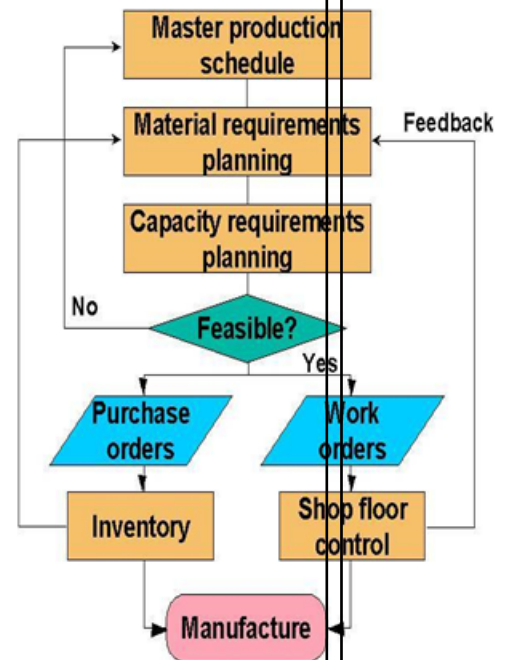 Master production
schedule
Material requirements
planning
Feedback
Capacity requirements
planning
No
Feasible?
Yes
Purchase
orders
Work
orders
Inventory
Shop floor
control
Manufacture